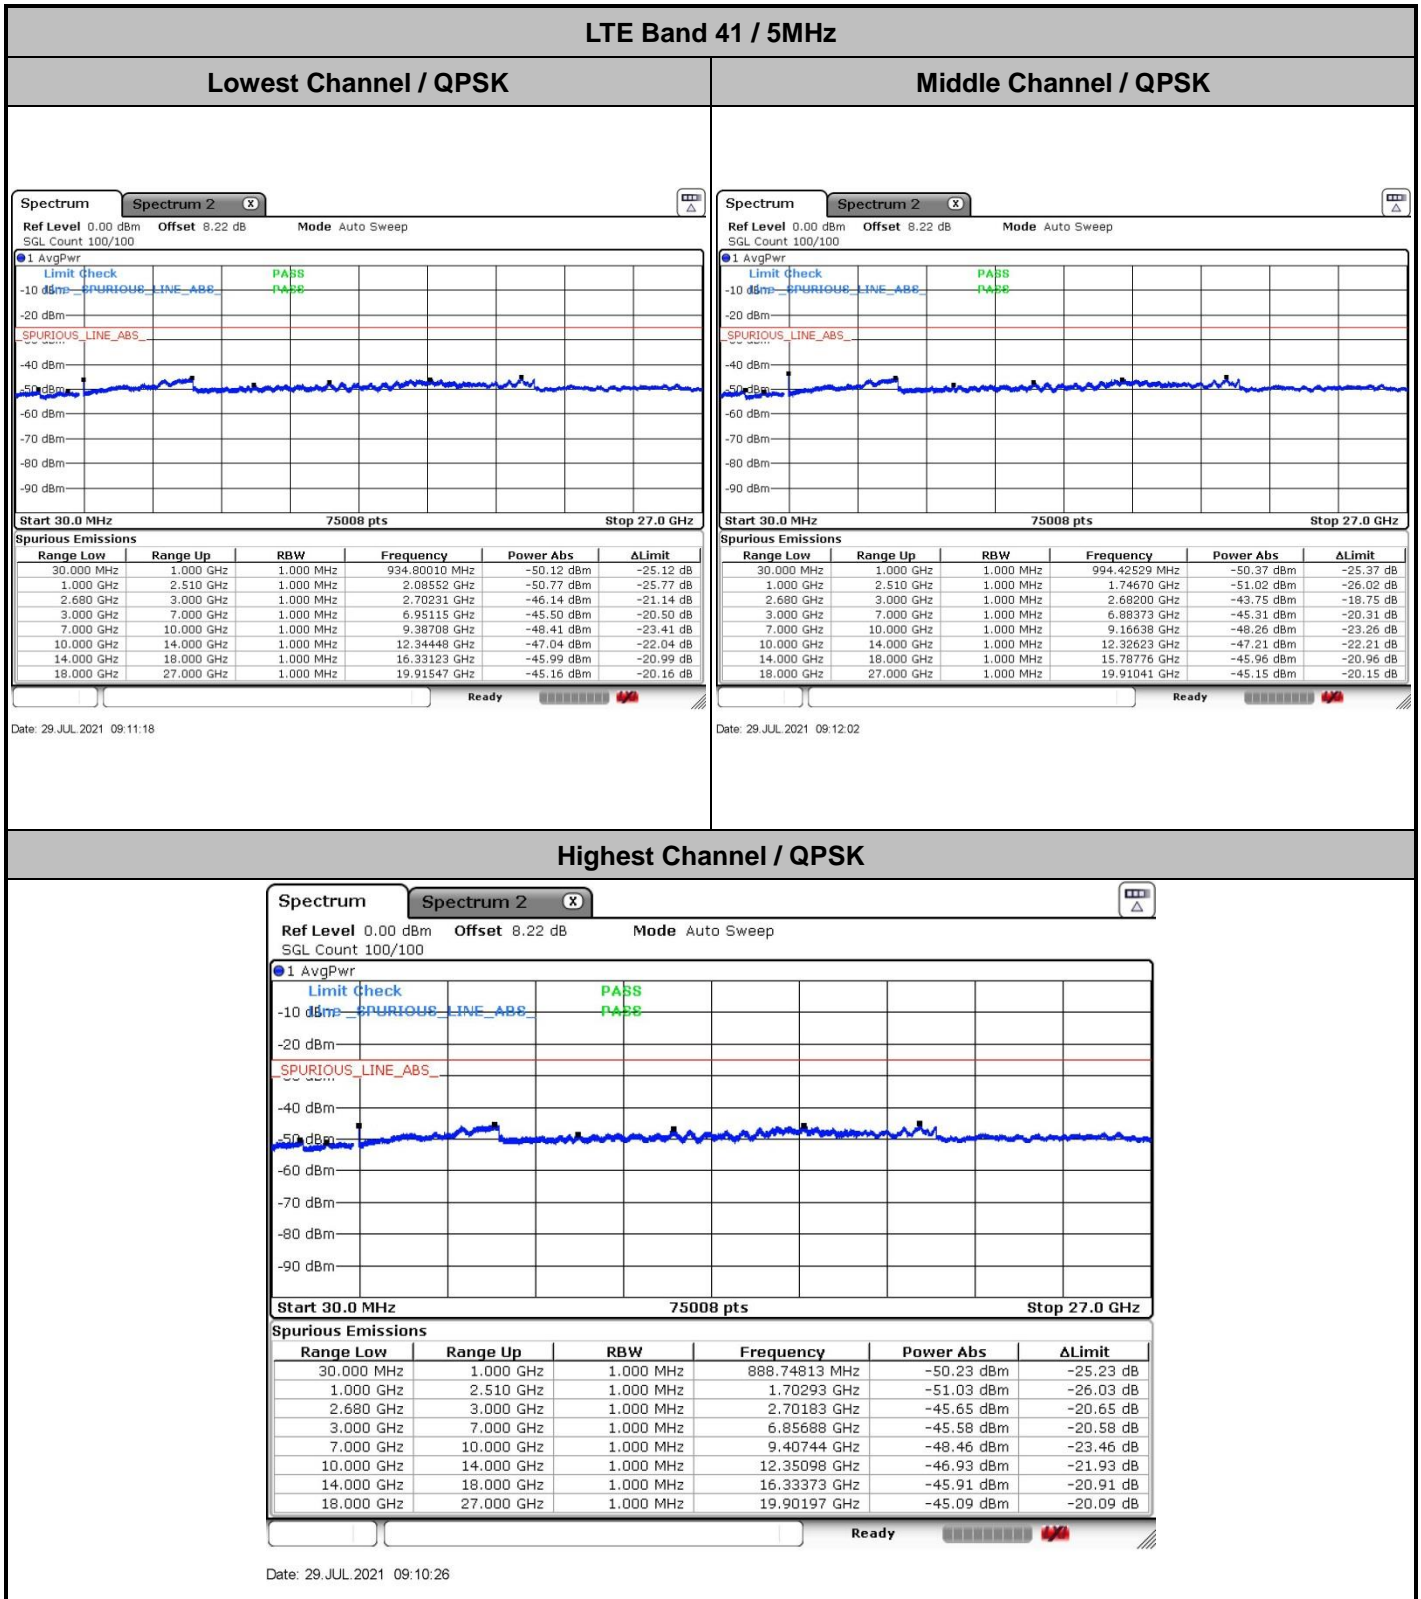 LTE Band 41 / 5MHz
Lowest Channel / QPSK
Middle Channel / QPSK
Spectrum Spectrum 2 X
Ref Level 0.00 dBm Offset 8.22 dB Mode Auto Sweep
SGL Count 100/100
1 AvgPwr
Limit Check PASS
-10 dBm Line _SPURIOUS_LINE_ABS_ PASS
-20 dBm
_SPURIOUS_LINE_ABS_
-40 dBm
-50 dBm
-60 dBm
-70 dBm
-80 dBm
-90 dBm
Start 30.0 MHz 75008 pts Stop 27.0 GHz
Spurious Emissions
Range Low Range Up RBW Frequency Power Abs ΔLimit
30.000 MHz 1.000 GHz 1.000 MHz 934.80010 MHz -50.12 dBm -25.12 dB
1.000 GHz 2.510 GHz 1.000 MHz 2.08552 GHz -50.77 dBm -25.77 dB
2.680 GHz 3.000 GHz 1.000 MHz 2.70231 GHz -46.14 dBm -21.14 dB
3.000 GHz 7.000 GHz 1.000 MHz 6.95115 GHz -45.50 dBm -20.50 dB
7.000 GHz 10.000 GHz 1.000 MHz 9.38708 GHz -48.41 dBm -23.41 dB
10.000 GHz 14.000 GHz 1.000 MHz 12.34448 GHz -47.04 dBm -22.04 dB
14.000 GHz 18.000 GHz 1.000 MHz 16.33123 GHz -45.99 dBm -20.99 dB
18.000 GHz 27.000 GHz 1.000 MHz 19.91547 GHz -45.16 dBm -20.16 dB
Ready
Date: 29.JUL.2021 09:11:18
Spectrum Spectrum 2 X
Ref Level 0.00 dBm Offset 8.22 dB Mode Auto Sweep
SGL Count 100/100
1 AvgPwr
Limit Check PASS
-10 dBm Line _SPURIOUS_LINE_ABS_ PASS
-20 dBm
_SPURIOUS_LINE_ABS_
-40 dBm
-50 dBm
-60 dBm
-70 dBm
-80 dBm
-90 dBm
Start 30.0 MHz 75008 pts Stop 27.0 GHz
Spurious Emissions
Range Low Range Up RBW Frequency Power Abs ΔLimit
30.000 MHz 1.000 GHz 1.000 MHz 994.42529 MHz -50.37 dBm -25.37 dB
1.000 GHz 2.510 GHz 1.000 MHz 1.74670 GHz -51.02 dBm -26.02 dB
2.680 GHz 3.000 GHz 1.000 MHz 2.68200 GHz -43.75 dBm -18.75 dB
3.000 GHz 7.000 GHz 1.000 MHz 6.88373 GHz -45.31 dBm -20.31 dB
7.000 GHz 10.000 GHz 1.000 MHz 9.16638 GHz -48.26 dBm -23.26 dB
10.000 GHz 14.000 GHz 1.000 MHz 12.32623 GHz -47.21 dBm -22.21 dB
14.000 GHz 18.000 GHz 1.000 MHz 15.78776 GHz -45.96 dBm -20.96 dB
18.000 GHz 27.000 GHz 1.000 MHz 19.91041 GHz -45.15 dBm -20.15 dB
Ready
Date: 29.JUL.2021 09:12:02
Highest Channel / QPSK
Spectrum Spectrum 2 X
Ref Level 0.00 dBm Offset 8.22 dB Mode Auto Sweep
SGL Count 100/100
1 AvgPwr
Limit Check PASS
-10 dBm Line _SPURIOUS_LINE_ABS_ PASS
-20 dBm
_SPURIOUS_LINE_ABS_
-40 dBm
-50 dBm
-60 dBm
-70 dBm
-80 dBm
-90 dBm
Start 30.0 MHz 75008 pts Stop 27.0 GHz
Spurious Emissions
Range Low Range Up RBW Frequency Power Abs ΔLimit
30.000 MHz 1.000 GHz 1.000 MHz 888.74813 MHz -50.23 dBm -25.23 dB
1.000 GHz 2.510 GHz 1.000 MHz 1.70293 GHz -51.03 dBm -26.03 dB
2.680 GHz 3.000 GHz 1.000 MHz 2.70183 GHz -45.65 dBm -20.65 dB
3.000 GHz 7.000 GHz 1.000 MHz 6.85688 GHz -45.58 dBm -20.58 dB
7.000 GHz 10.000 GHz 1.000 MHz 9.40744 GHz -48.46 dBm -23.46 dB
10.000 GHz 14.000 GHz 1.000 MHz 12.35098 GHz -46.93 dBm -21.93 dB
14.000 GHz 18.000 GHz 1.000 MHz 16.33373 GHz -45.91 dBm -20.91 dB
18.000 GHz 27.000 GHz 1.000 MHz 19.90197 GHz -45.09 dBm -20.09 dB
Ready
Date: 29.JUL.2021 09:10:26